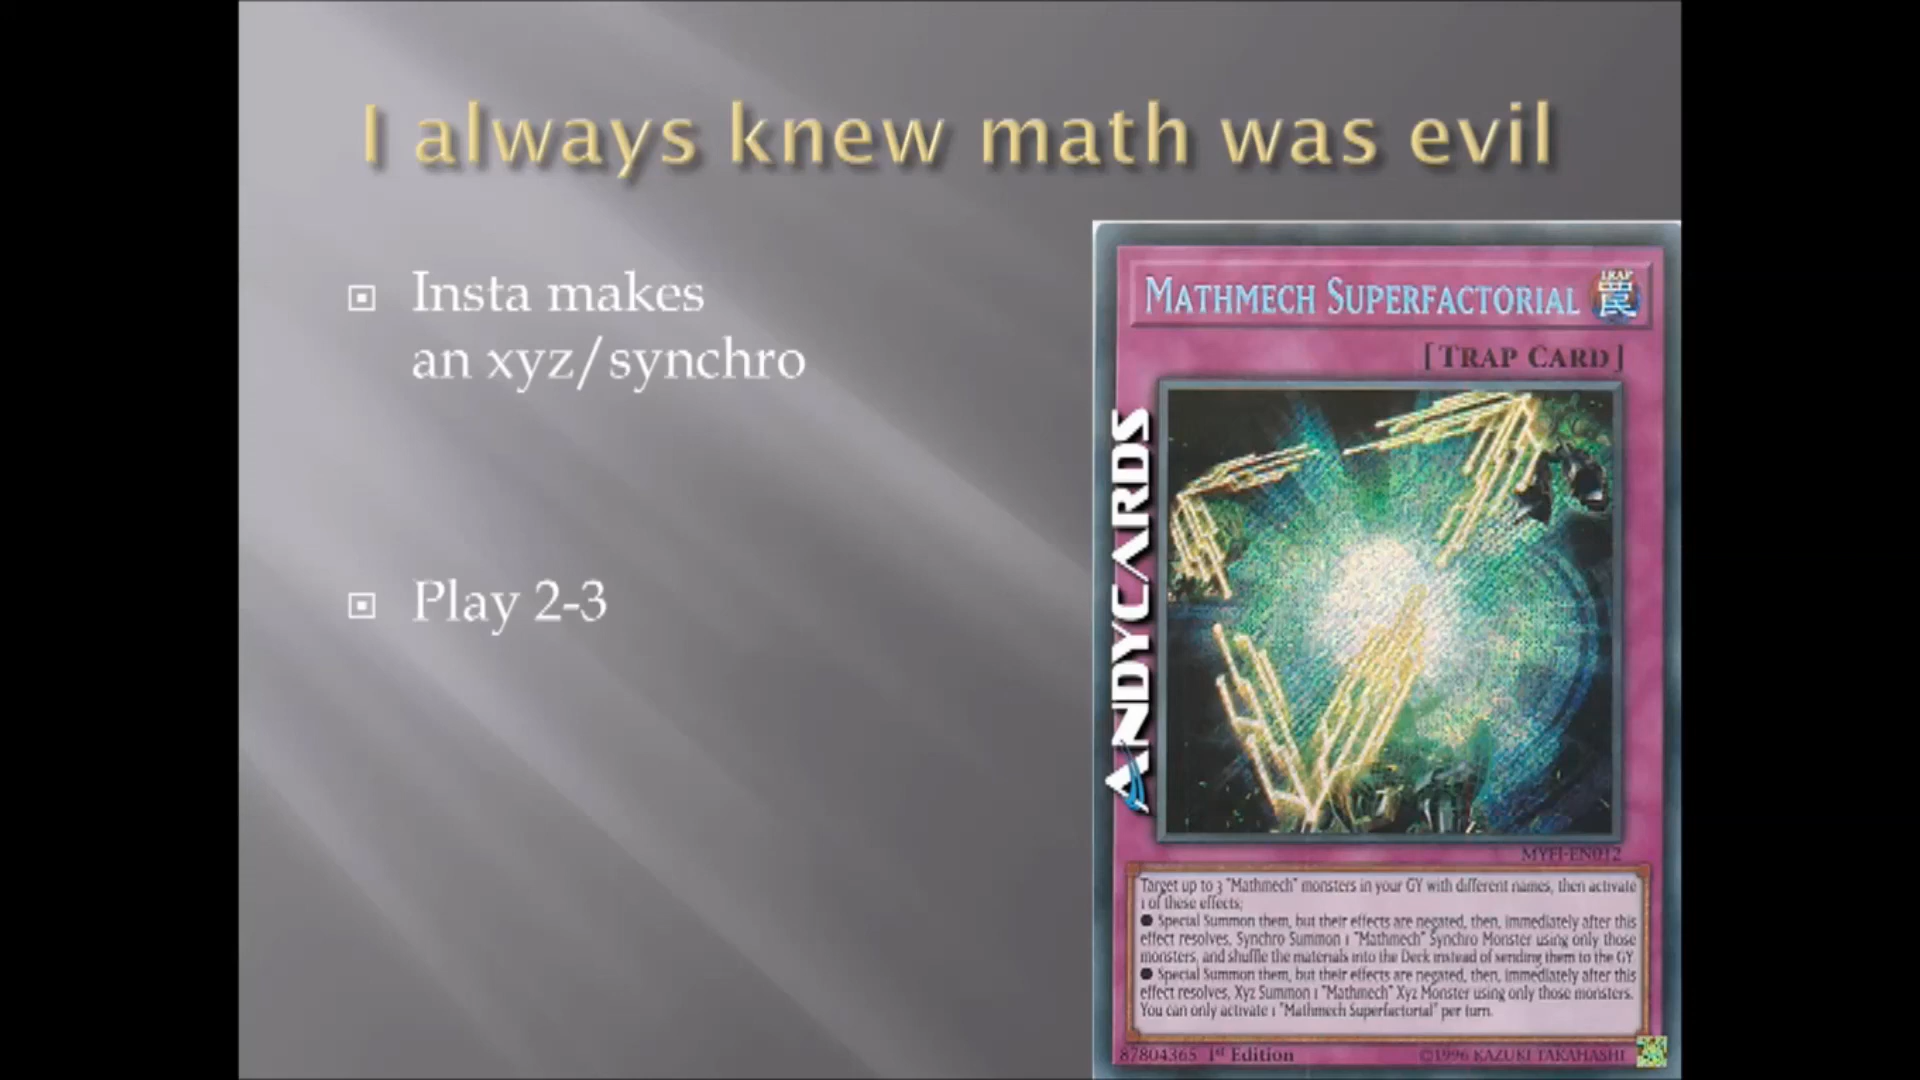 I always knew math was evil
Insta makes
an xyz/synchro
Play 2-3
MATHMECH SUPERFACTORIAL
TRAP
罠
[TRAP CARD]
ANDYCARDS
MYFI-EN012
Target up to 3 "Mathmech" monsters in your GY with different names, then activate
1 of these effects;
● Special Summon them, but their effects are negated, then, immediately after this
effect resolves, Synchro Summon 1 "Mathmech" Synchro Monster using only those
monsters, and shuffle the materials into the Deck instead of sending them to the GY.
● Special Summon them, but their effects are negated, then, immediately after this
effect resolves, Xyz Summon 1 "Mathmech" Xyz Monster using only those monsters.
You can only activate 1 "Mathmech Superfactorial" per turn.
87804365 1st Edition
©1996 KAZUKI TAKAHASHI